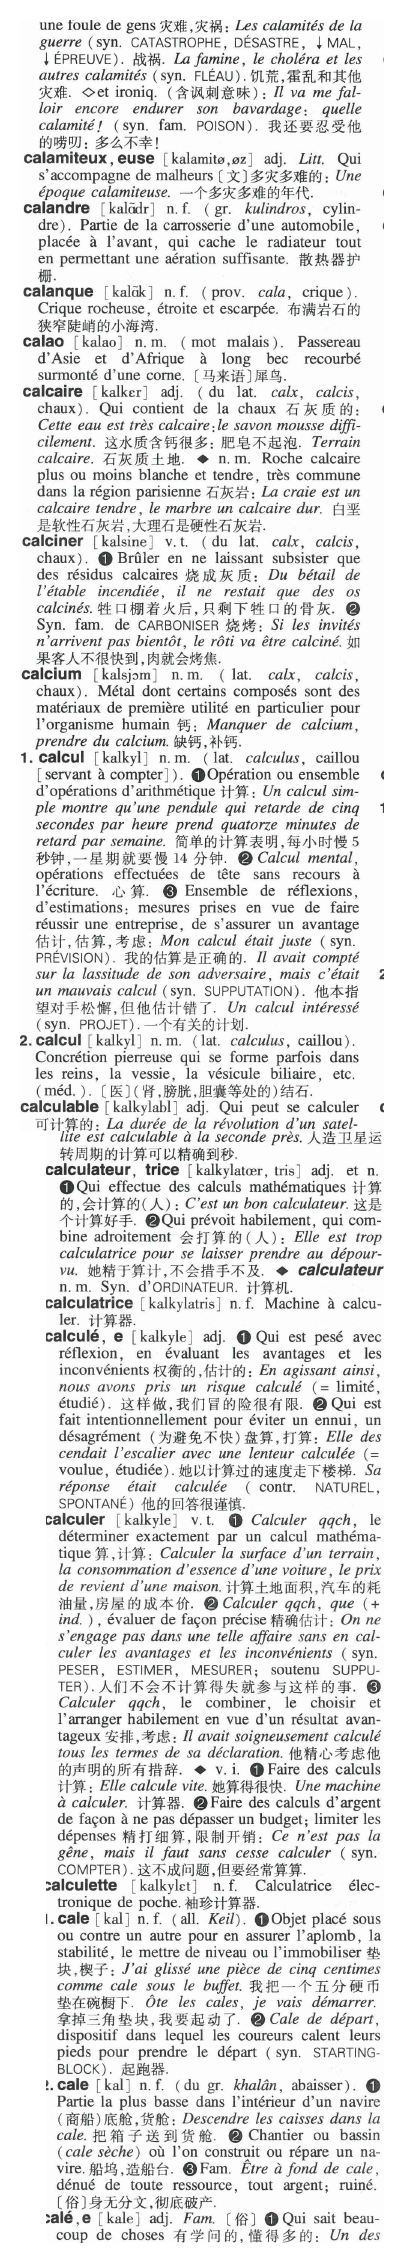 une foule de gens 灾难,灾祸: Les calamités de la
guerre (syn. CATASTROPHE, DÉSASTRE, ↓ MAL,
↓ ÉPREUVE). 战祸. La famine, le choléra et les
autres calamités (syn. FLÉAU). 饥荒,霍乱和其他
灾难. ◇et ironiq. (含讽刺意味): Il va me fal-
loir encore endurer son bavardage: quelle
calamité! (syn. fam. POISON). 我还要忍受他
的唠叨: 多么不幸!
calamiteux, euse [kalamitø,øz] adj. Litt. Qui
s'accompagne de malheurs [文]多灾多难的: Une
époque calamiteuse. 一个多灾多难的年代.
calandre [kalɑ̃dr] n.f. (gr. kulindros, cylin-
dre). Partie de la carrosserie d'une automobile,
placée à l'avant, qui cache le radiateur tout
en permettant une aération suffisante. 散热器护
栅.
calanque [kalɑ̃k] n.f. (prov. cala, crique).
Crique rocheuse, étroite et escarpée. 布满岩石的
狭窄陡峭的小海湾.
calao [kalao] n.m. (mot malais). Passereau
d'Asie et d'Afrique à long bec recourbé
surmonté d'une corne. [马来语]犀鸟.
calcaire [kalkɛr] adj. (du lat. calx, calcis,
chaux). Qui contient de la chaux 石灰质的:
Cette eau est très calcaire:le savon mousse diffi-
cilement. 这水质含钙很多: 肥皂不起泡. Terrain
calcaire. 石灰质土地. ◆ n.m. Roche calcaire
plus ou moins blanche et tendre, très commune
dans la région parisienne 石灰岩: La craie est un
calcaire tendre, le marbre un calcaire dur. 白垩
是软性石灰岩,大理石是硬性石灰岩.
calciner [kalsine] v.t. (du lat. calx, calcis,
chaux). ❶ Brûler en ne laissant subsister que
des résidus calcaires 烧成灰质: Du bétail de
l'étable incendiée, il ne restait que des os
calcinés. 牲口棚着火后,只剩下牲口的骨灰. ❷
Syn. fam. de CARBONISER 烧烤: Si les invités
n'arrivent pas bientôt, le rôti va être calciné. 如
果客人不很快到,肉就会烤焦.
calcium [kalsjɔm] n.m. (lat. calx, calcis,
chaux). Métal dont certains composés sont des
matériaux de première utilité en particulier pour
l'organisme humain 钙: Manquer de calcium,
prendre du calcium. 缺钙,补钙.
1. calcul [kalkyl] n.m. (lat. calculus, caillou
[servant à compter]). ❶Opération ou ensemble
d'opérations d'arithmétique 计算: Un calcul sim-
ple montre qu'une pendule qui retarde de cinq
secondes par heure prend quatorze minutes de
retard par semaine. 简单的计算表明,每小时慢5
秒钟,一星期就要慢14分钟. ❷ Calcul mental,
opérations effectuées de tête sans recours à
l'écriture. 心算. ❸ Ensemble de réflexions,
d'estimations; mesures prises en vue de faire
réussir une entreprise, de s'assurer un avantage
估计,估算,考虑: Mon calcul était juste (syn.
PRÉVISION). 我的估算是正确的. Il avait compté
sur la lassitude de son adversaire, mais c'était
un mauvais calcul (syn. SUPPUTATION). 他本指
望对手松懈,但他估计错了. Un calcul intéressé
(syn. PROJET). 一个有关的计划.
2. calcul [kalkyl] n.m. (lat. calculus, caillou).
Concrétion pierreuse qui se forme parfois dans
les reins, la vessie, la vésicule biliaire, etc.
(méd.). [医](肾,膀胱,胆囊等处的)结石.
calculable [kalkylabl] adj. Qui peut se calculer
可计算的: La durée de la révolution d'un satel-
lite est calculable à la seconde près. 人造卫星运
转周期的计算可以精确到秒.
calculateur, trice [kalkylatœr, tris] adj. et n.
❶Qui effectue des calculs mathématiques 计算
的,会计算的(人): C'est un bon calculateur. 这是
个计算好手. ❷Qui prévoit habilement, qui com-
bine adroitement 会打算的(人): Elle est trop
calculatrice pour se laisser prendre au dépour-
vu. 她精于算计,不会措手不及. ◆ calculateur
n.m. Syn. d'ORDINATEUR. 计算机.
calculatrice [kalkylatris] n.f. Machine à calcu-
ler. 计算器.
calculé, e [kalkyle] adj. ❶ Qui est pesé avec
réflexion, en évaluant les avantages et les
inconvénients 权衡的,估计的: En agissant ainsi,
nous avons pris un risque calculé (= limité,
étudié). 这样做,我们冒的险很有限. ❷ Qui est
fait intentionnellement pour éviter un ennui, un
désagrément (为避免不快)盘算,打算: Elle des
cendait l'escalier avec une lenteur calculée (=
voulue, étudiée). 她以计算过的速度走下楼梯. Sa
réponse était calculée (contr. NATUREL,
SPONTANÉ) 他的回答很谨慎.
calculer [kalkyle] v.t. ❶ Calculer qqch, le
déterminer exactement par un calcul mathéma-
tique 算,计算: Calculer la surface d'un terrain,
la consommation d'essence d'une voiture, le prix
de revient d'une maison. 计算土地面积,汽车的耗
油量,房屋的成本价. ❷ Calculer qqch, que (+
ind.), évaluer de façon précise 精确估计: On ne
s'engage pas dans une telle affaire sans en cal-
culer les avantages et les inconvénients (syn.
PESER, ESTIMER, MESURER; soutenu SUPPU-
TER). 人们不会不计算得失就参与这样的事. ❸
Calculer qqch, le combiner, le choisir et
l'arranger habilement en vue d'un résultat avan-
tageux 安排,考虑: Il avait soigneusement calculé
tous les termes de sa déclaration. 他精心考虑他
的声明的所有措辞. ◆ v.i. ❶ Faire des calculs
计算: Elle calcule vite. 她算得很快. Une machine
à calculer. 计算器. ❷ Faire des calculs d'argent
de façon à ne pas dépasser un budget; limiter les
dépenses 精打细算,限制开销: Ce n'est pas la
gêne, mais il faut sans cesse calculer (syn.
COMPTER). 这不成问题,但要经常算算.
calculette [kalkylɛt] n.f. Calculatrice élec-
tronique de poche. 袖珍计算器.
1. cale [kal] n.f. (all. Keil). ❶Objet placé sous
ou contre un autre pour en assurer l'aplomb, la
stabilité, le mettre de niveau ou l'immobiliser 垫
块,楔子: J'ai glissé une pièce de cinq centimes
comme cale sous le buffet. 我把一个五分硬币
垫在碗橱下. Ôte les cales, je vais démarrer.
拿掉三角垫块,我要起动了. ❷ Cale de départ,
dispositif dans lequel les coureurs calent leurs
pieds pour prendre le départ (syn. STARTING-
BLOCK). 起跑器.
2. cale [kal] n.f. (du gr. khalân, abaisser). ❶
Partie la plus basse dans l'intérieur d'un navire
(商船)底舱,货舱: Descendre les caisses dans la
cale. 把箱子送到货舱. ❷ Chantier ou bassin
(cale sèche) où l'on construit ou répare un na-
vire. 船坞,造船台. ❸Fam. Être à fond de cale,
dénué de toute ressource, tout argent; ruiné.
[俗]身无分文,彻底破产.
calé,e [kale] adj. Fam. [俗] ❶ Qui sait beau-
coup de choses 有学问的,懂得多的: Un des